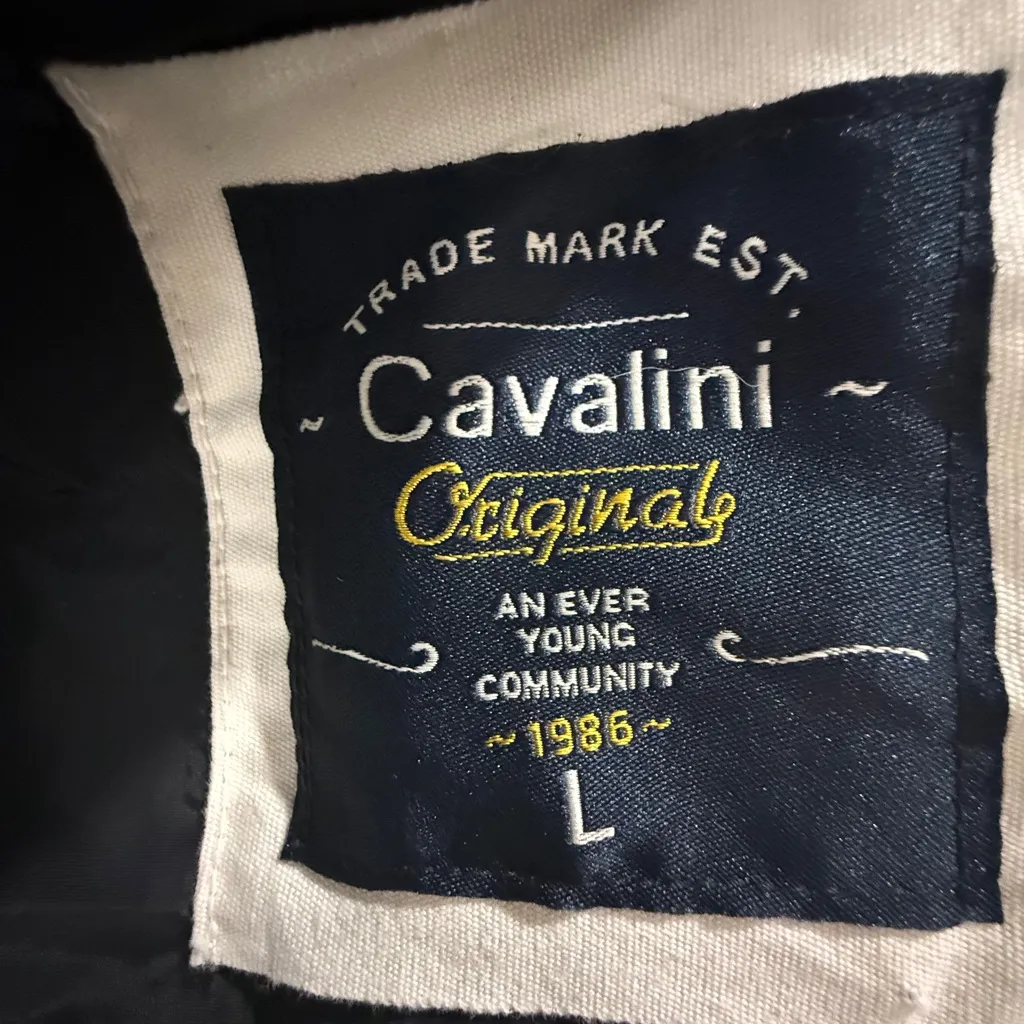 TRADE MARK EST.
~ Cavalini ~
Original
AN EVER
YOUNG
COMMUNITY
~1986~
L